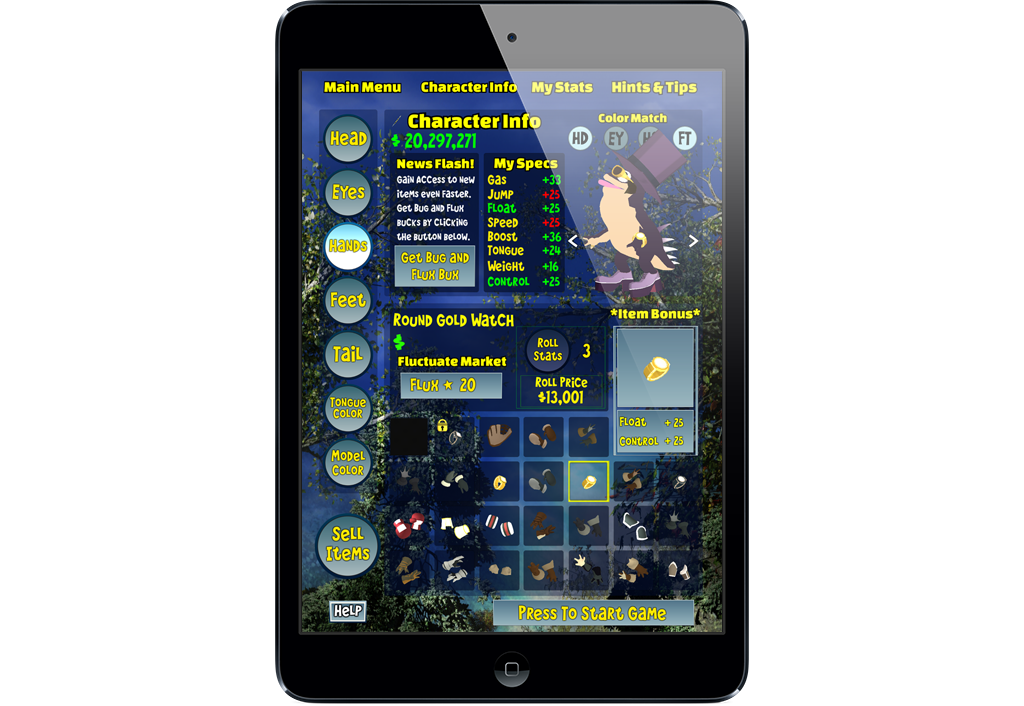 Main Menu Character Info My Stats Hints & Tips
Character Info
$ 20,297,271
Color Match
HD EY FT
Head
Eyes
Hands
Feet
Tail
Tongue
Color
Model
Color
Sell
Items
Help
News Flash!
Gain access to new
items even faster.
Get Bug and Flux
bucks by clicking
the button below.
Get Bug and
Flux Bux
My Specs
Gas +33
Jump +25
Float +25
Speed +25
Boost +36
Tongue +24
Weight +16
Control +25
< >
Round Gold Watch
$
Fluctuate Market
Flux ★ 20
Roll
Stats
3
Roll Price
$13,001
*Item Bonus*
Float + 25
Control + 25
Press To Start Game